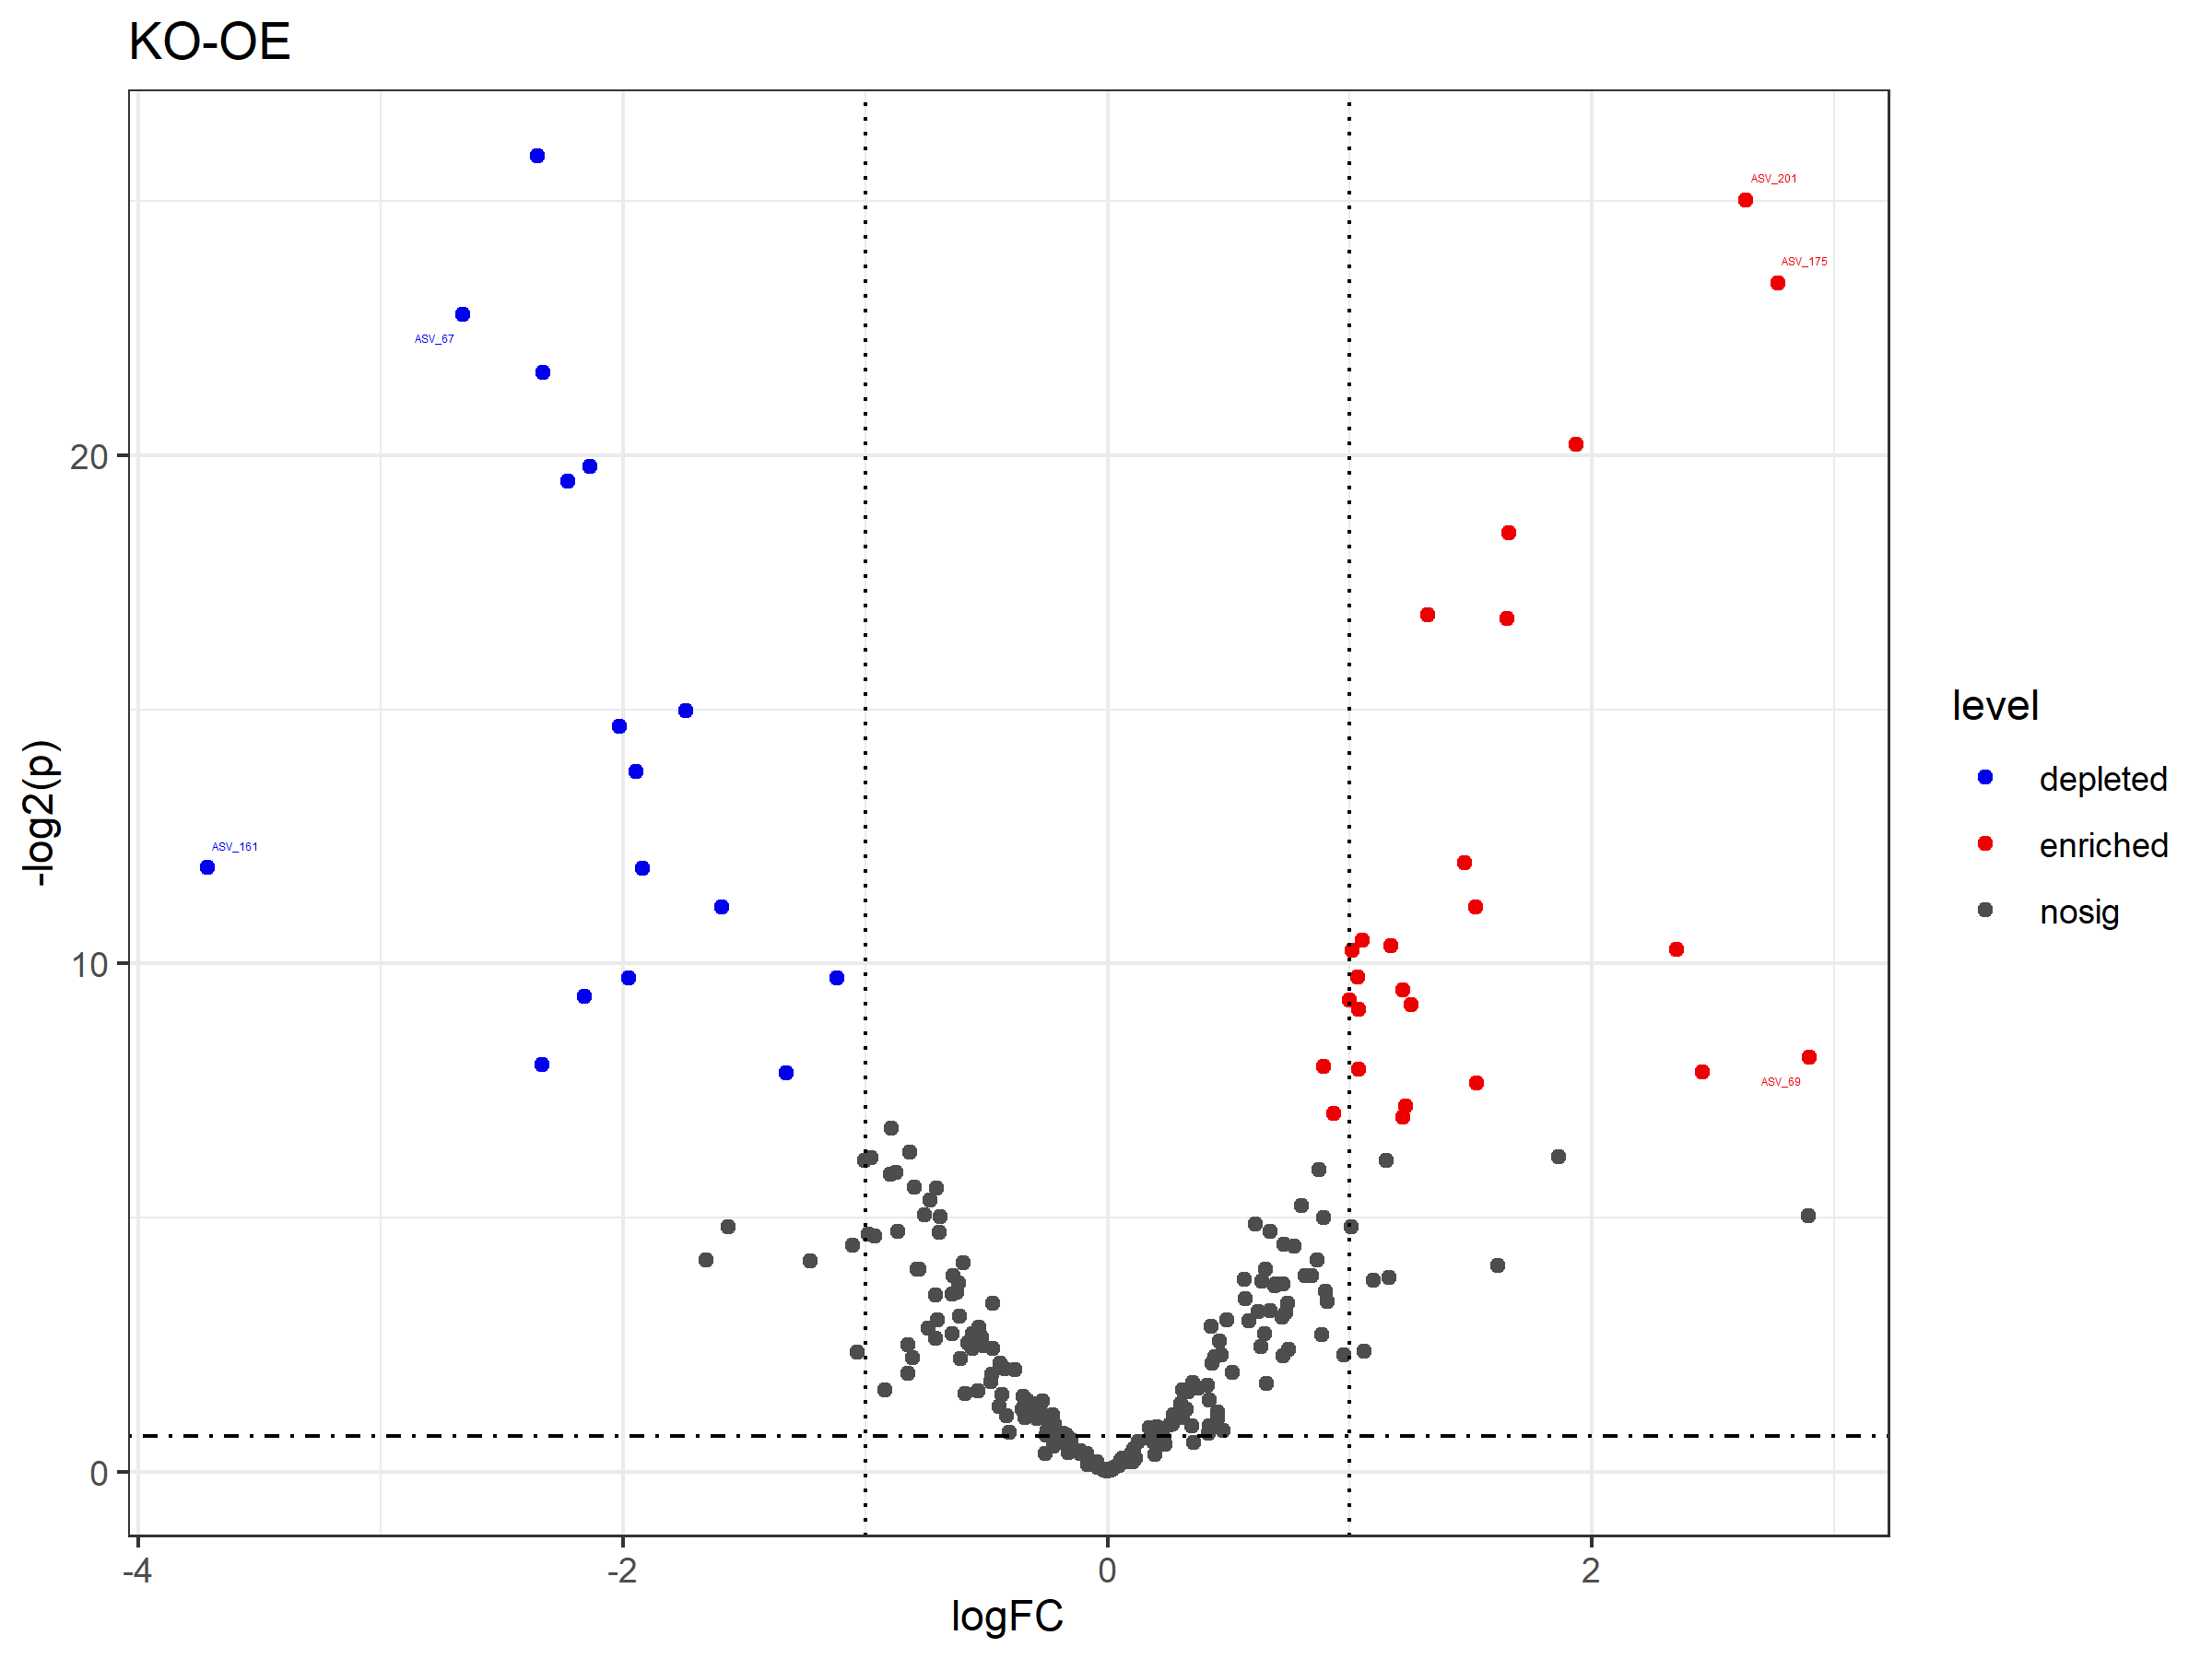 KO-OE
ASV_201
ASV_175
ASV_67
20
level
-log2(p)
depleted
ASV_161
enriched
nosig
10
ASV_69
0
-4
-2
0
2
logFC